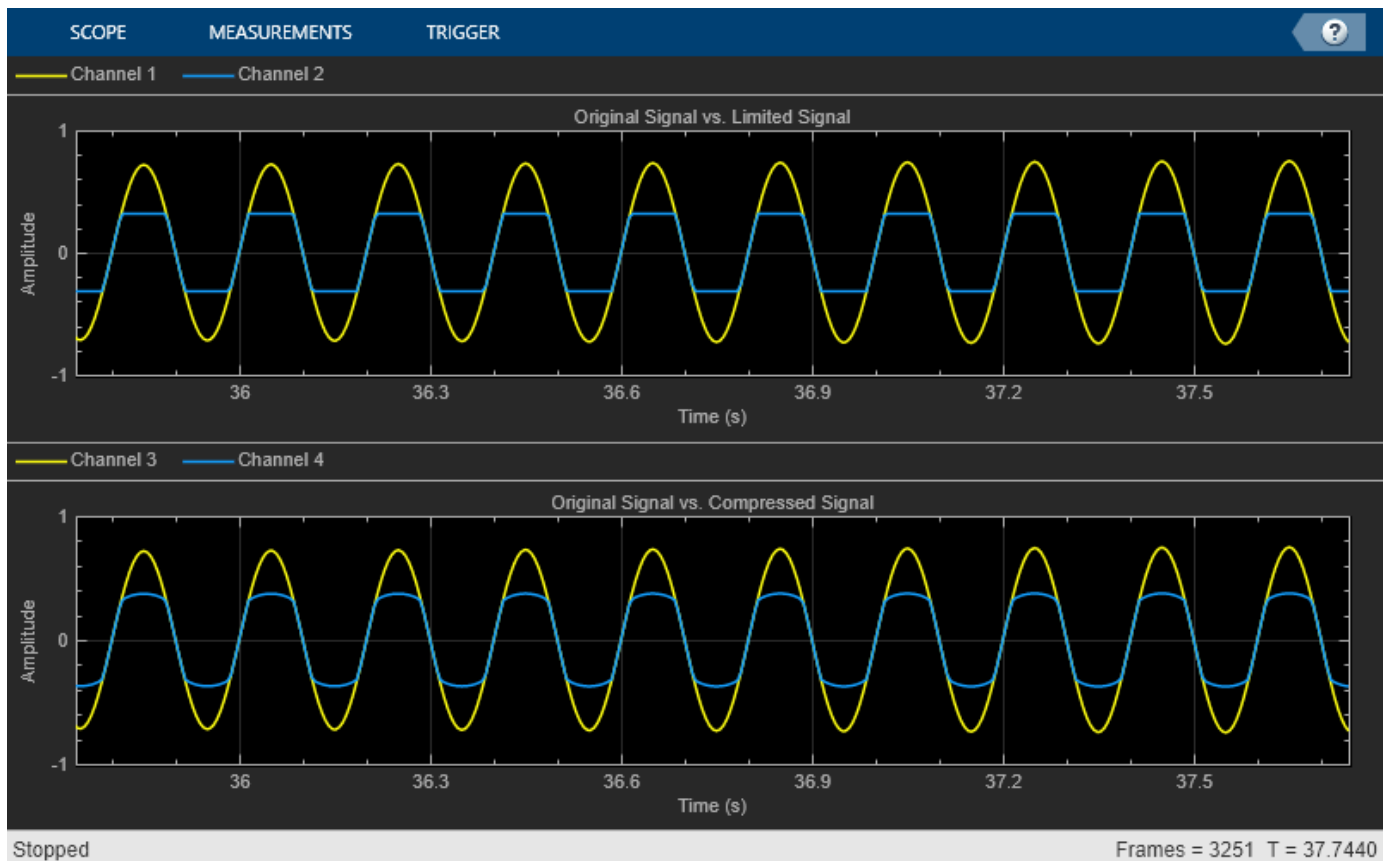 SCOPE MEASUREMENTS TRIGGER ?
Channel 1 Channel 2
Original Signal vs. Limited Signal
1
0
-1
Amplitude
36 36.3 36.6 36.9 37.2 37.5
Time (s)
Channel 3 Channel 4
Original Signal vs. Compressed Signal
1
0
-1
Amplitude
36 36.3 36.6 36.9 37.2 37.5
Time (s)
Stopped Frames = 3251 T = 37.7440